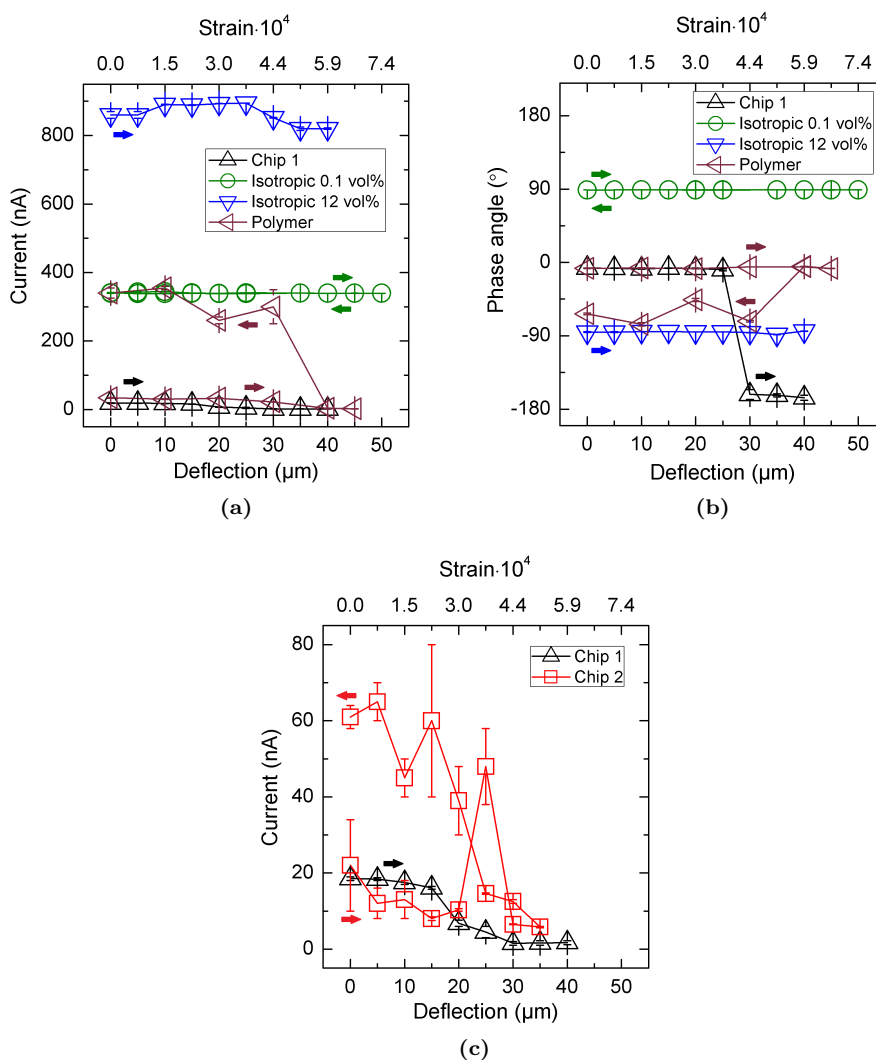 Strain·10⁴
0.0 1.5 3.0 4.4 5.9 7.4
800
600
400
200
0
Current (nA)
Chip 1
Isotropic 0.1 vol%
Isotropic 12 vol%
Polymer
0 10 20 30 40 50
Deflection (µm)
(a)
Strain·10⁴
0.0 1.5 3.0 4.4 5.9 7.4
180
90
0
-90
-180
Phase angle (°)
Chip 1
Isotropic 0.1 vol%
Isotropic 12 vol%
Polymer
0 10 20 30 40 50
Deflection (µm)
(b)
Strain·10⁴
0.0 1.5 3.0 4.4 5.9 7.4
80
60
40
20
0
Current (nA)
Chip 1
Chip 2
0 10 20 30 40 50
Deflection (µm)
(c)